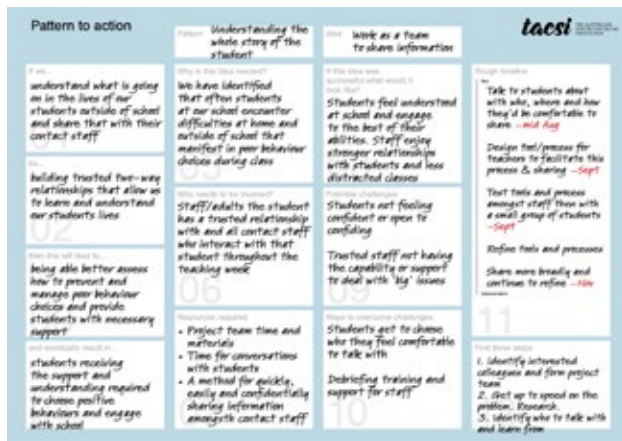 Pattern to action
Pattern
Understanding the
whole story of the
student
Work as a team
to share information
tacsi
If we...
understand what is going
on in the lives of our
students outside of school
and share that with their
contact staff
by...
building trusted two-way
relationships that allow us
to learn and understand
our students lives
02
then this will lead to...
being able better assess
how to prevent and
manage poor behaviour
choices and provide
students with necessary
support
and eventually result in...
students receiving
the support and
understanding required
to choose positive
behaviours and engage
with school
Why is this idea needed?
We have identified
that often students
at our school encounter
difficulties at home and
outside of school that
manifest in poor behaviour
choices during class
Who needs to be involved?
Staff/adults the student
has a trusted relationship
with and all contact staff
who interact with that
student throughout the
teaching week
06
Resources required
• Project team time and
materials
• Time for conversations
with students
• A method for quickly,
easily and confidentially
sharing information
amongsth contact staff
If this idea was
successful what would it
look like?
Students feel understood
at school and engage
to the best of their
abilities. Staff enjoy
stronger relationships
with students and less
distracted classes
Potential challenges
Students not feeling
confident or open to
confiding
Trusted staff not having
the capability or support
to deal with 'big' issues
09
Ways to overcome challenges
Students get to choose
who they feel comfortable
to talk with
Debriefing training and
support for staff
10
Rough timeline
Talk to students about
with who, where and how
they'd be comfortable to
share -mid Aug
Design tool/process for
teachers to facilitate this
process & sharing -Sept
Test tools and process
amongst staff then with
a small group of students
-Sept
Refine tools and processes
Share more broadly and
continue to refine -Nov
11
First three steps
1. Identify interested
colleagues and form project
team
2. Get up to speed on the
problem. Research.
3. Identify who to talk with
and learn from